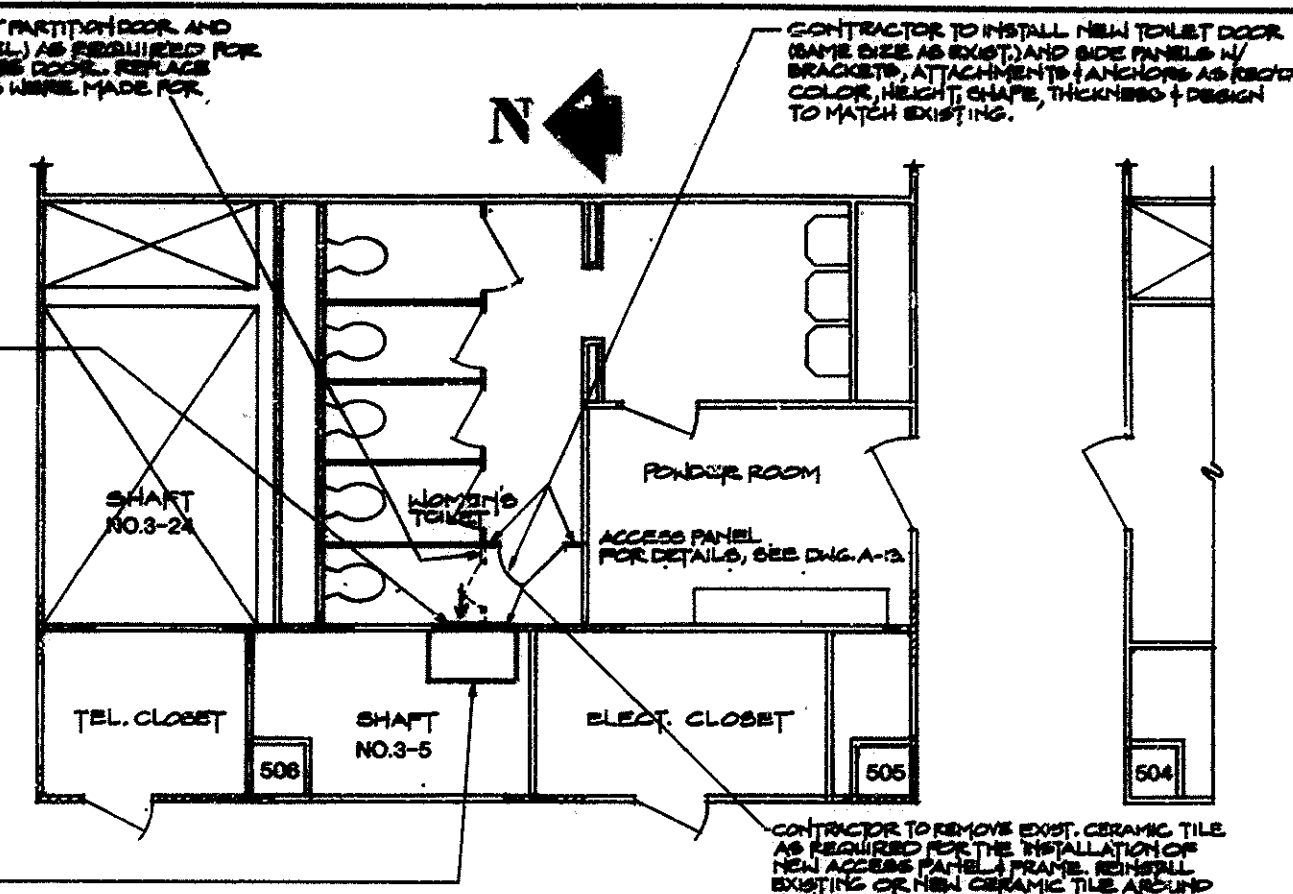 PARTITION DOOR AND
AS REQUIRED FOR
DOOR. REPLACE
WERE MADE FOR
CONTRACTOR TO INSTALL NEW TOILET DOOR
(SAME SIZE AS EXIST.) AND SIDE PANELS W/
BRACKETS, ATTACHMENTS & ANCHORS AS REQ'D
COLOR, HEIGHT, SHAPE, THICKNESS & DESIGN
TO MATCH EXISTING.
N
SHAFT
NO.3-24
WOMEN'S
TOILET
POWDER ROOM
ACCESS PANEL
FOR DETAILS, SEE DWG. A-13
TEL. CLOSET
SHAFT
NO.3-5
ELECT. CLOSET
506
505
504
CONTRACTOR TO REMOVE EXIST. CERAMIC TILE
AS REQUIRED FOR THE INSTALLATION OF
NEW ACCESS PANEL & FRAME. REINSTALL
EXISTING OR NEW CERAMIC TILE AROUND